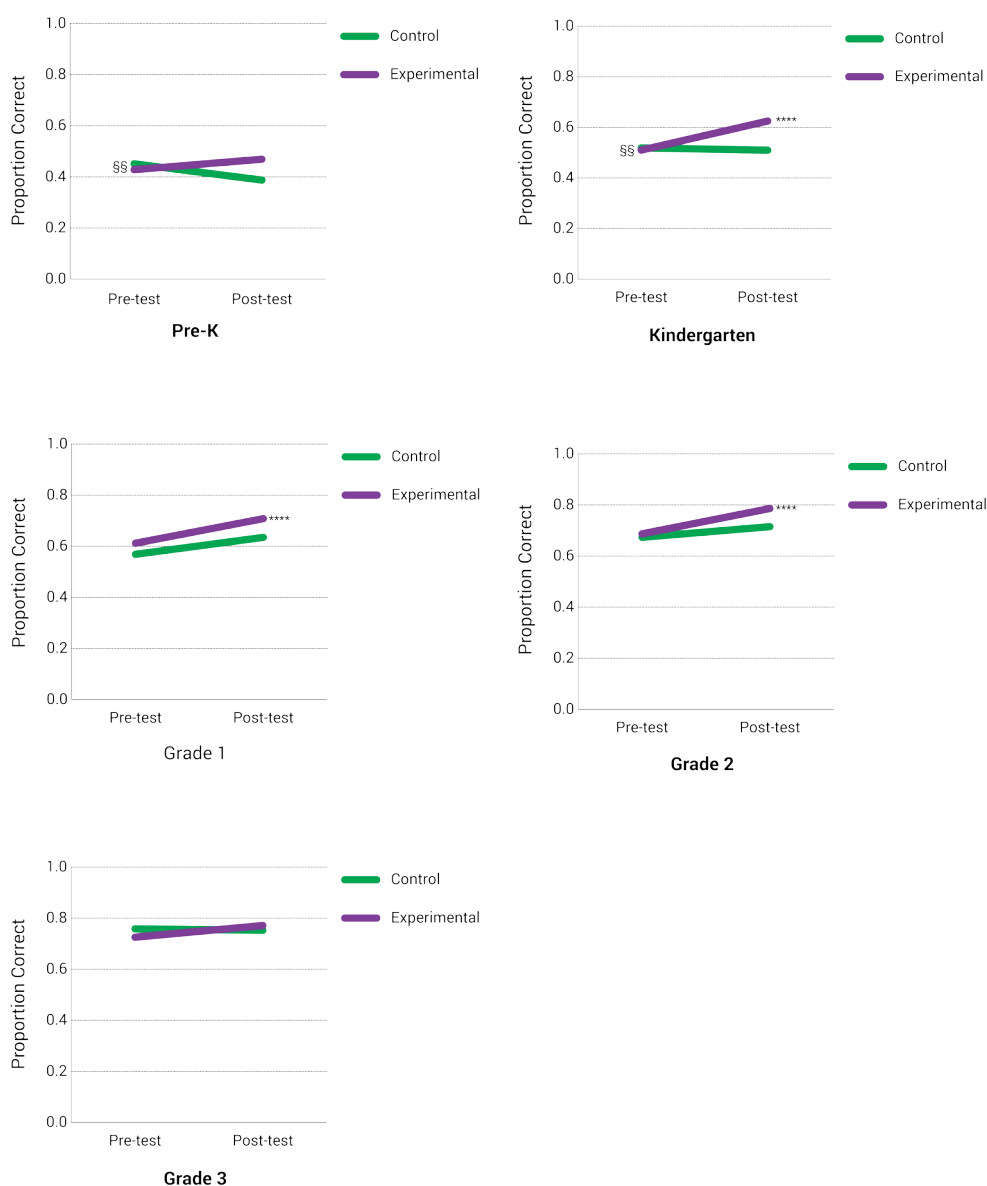 1.0
0.8
0.6
0.4
0.2
0.0
Proportion Correct
§§
Pre-test
Post-test
Pre-K
Control
Experimental
1.0
0.8
0.6
0.4
0.2
0.0
Proportion Correct
§§
****
Pre-test
Post-test
Kindergarten
Control
Experimental
1.0
0.8
0.6
0.4
0.2
0.0
Proportion Correct
****
Pre-test
Post-test
Grade 1
Control
Experimental
1.0
0.8
0.6
0.4
0.2
0.0
Proportion Correct
****
Pre-test
Post-test
Grade 2
Control
Experimental
1.0
0.8
0.6
0.4
0.2
0.0
Proportion Correct
Pre-test
Post-test
Grade 3
Control
Experimental